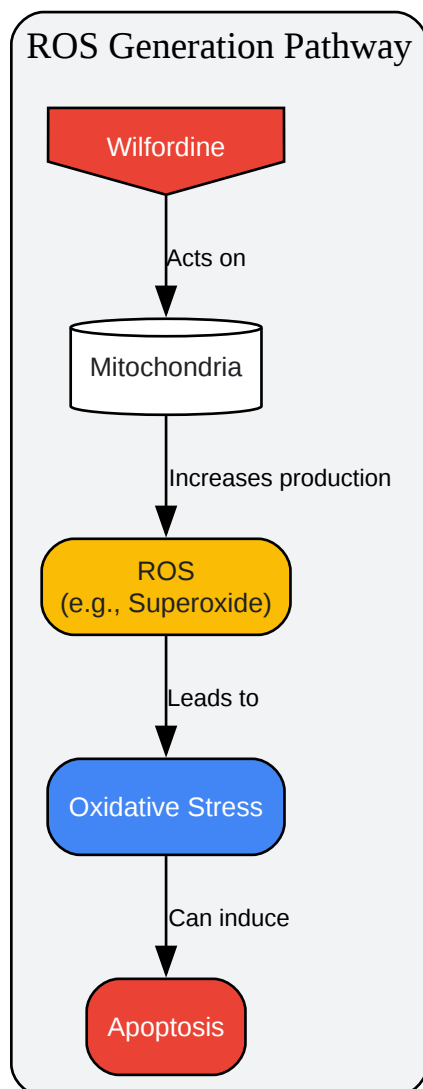 ROS Generation Pathway
Wilfordine
Acts on
Mitochondria
Increases production
ROS
(e.g., Superoxide)
Leads to
Oxidative Stress
Can induce
Apoptosis